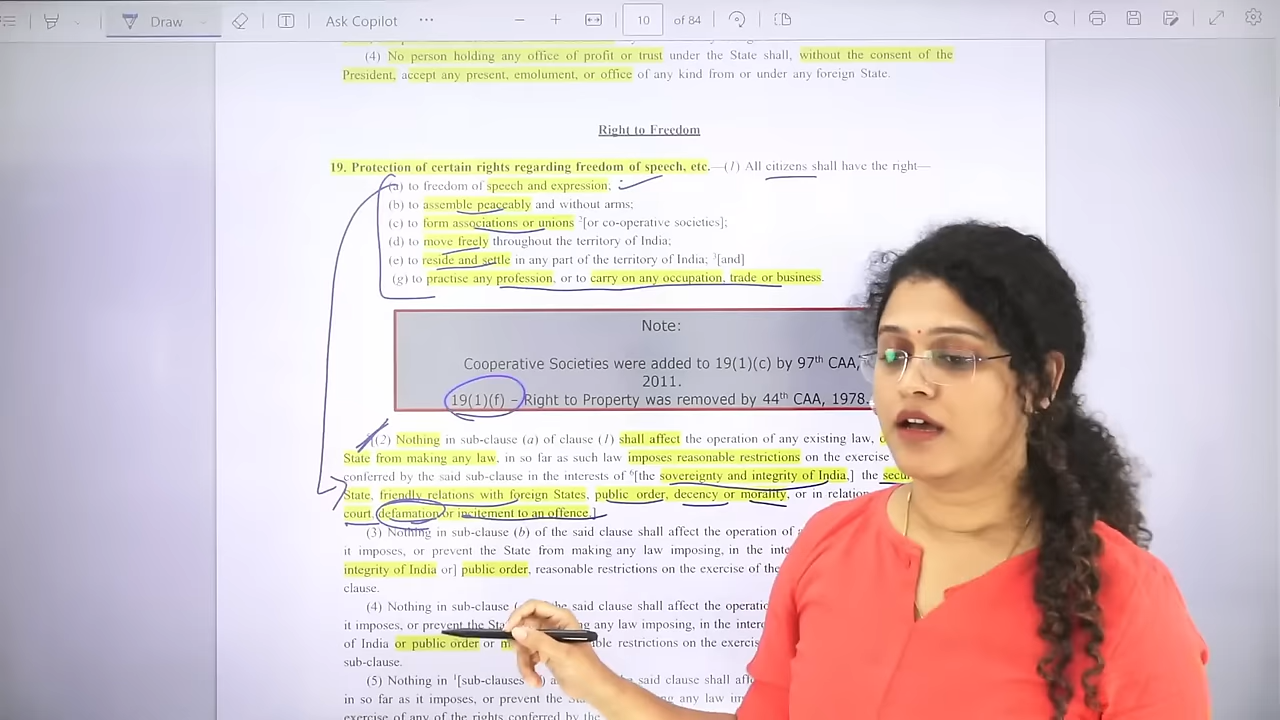 Draw
Ask Copilot
10 of 84
(4) No person holding any office of profit or trust under the State shall, without the consent of the
President, accept any present, emolument, or office of any kind from or under any foreign State.
Right to Freedom
19. Protection of certain rights regarding freedom of speech, etc.—(1) All citizens shall have the right—
(a) to freedom of speech and expression;
(b) to assemble peaceably and without arms;
(c) to form associations or unions 2[or co-operative societies];
(d) to move freely throughout the territory of India;
(e) to reside and settle in any part of the territory of India; 3[and]
(g) to practise any profession, or to carry on any occupation, trade or business.
Note:
Cooperative Societies were added to 19(1)(c) by 97th CAA,
2011.
19(1)(f) – Right to Property was removed by 44th CAA, 1978.
(2) Nothing in sub-clause (a) of clause (1) shall affect the operation of any existing law,
State from making any law, in so far as such law imposes reasonable restrictions on the exercise
conferred by the said sub-clause in the interests of 6[the sovereignty and integrity of India,] the
State, friendly relations with foreign States, public order, decency or morality, or in
court, defamation or incitement to an offence.]
(3) Nothing in sub-clause (b) of the said clause shall affect the operation of
it imposes, or prevent the State from making any law imposing, in the
integrity of India or] public order, reasonable restrictions on the exercise of the
clause.
(4) Nothing in sub-clause the said clause shall affect the
it imposes, or prevent the any law imposing, in the
of India or public order or restrictions on the
sub-clause.
(5) Nothing in 1[sub-clauses said clause shall
in so far as it imposes, or prevent the any law
exercise of any of the rights conferred by the